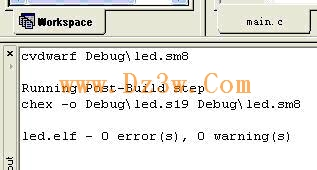 Workspace
main.c
cvdwarf Debug\led.sm8
www.Dz3w.com
Running Post-Build step
chex -o Debug\led.s19 Debug\led.sm8
led.elf - 0 error(s), 0 warning(s)
out